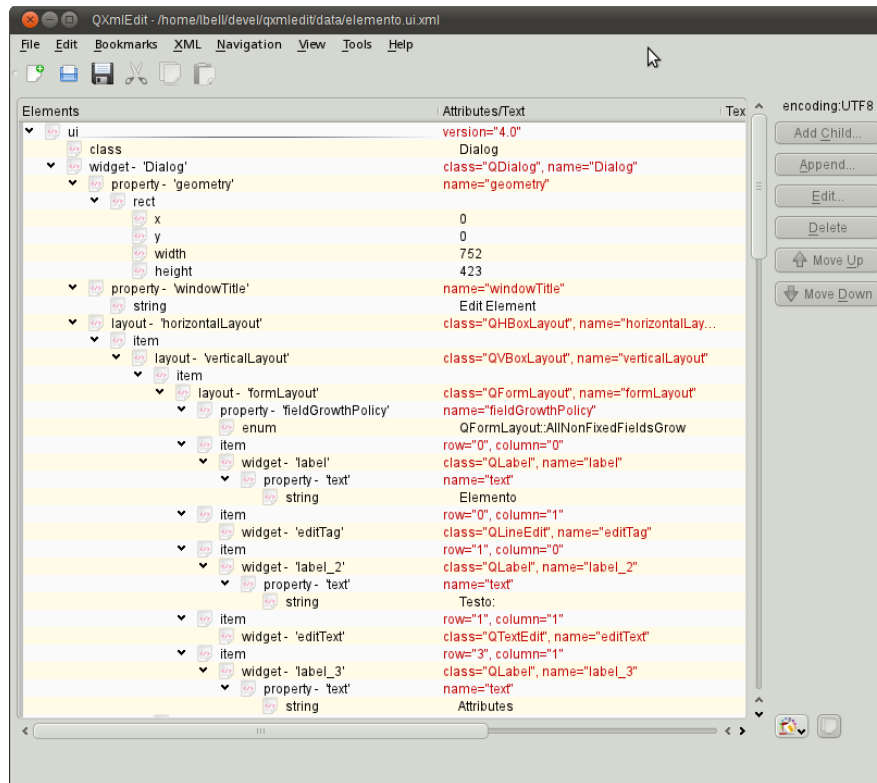 QXmlEdit - /home/lbell/devel/qxmledit/data/elemento.ui.xml
File Edit Bookmarks XML Navigation View Tools Help
Elements Attributes/Text Tex encoding:UTF8
ui version="4.0"
Add Child...
class Dialog
widget - 'Dialog' class="QDialog", name="Dialog"
Append...
property - 'geometry' name="geometry"
rect
Edit...
x 0
Delete
y 0
width 752
Move Up
height 423
property - 'windowTitle' name="windowTitle"
Move Down
string Edit Element
layout - 'horizontalLayout' class="QHBoxLayout", name="horizontalLay...
item
layout - 'verticalLayout' class="QVBoxLayout", name="verticalLayout"
item
layout - 'formLayout' class="QFormLayout", name="formLayout"
property - 'fieldGrowthPolicy' name="fieldGrowthPolicy"
enum QFormLayout::AllNonFixedFieldsGrow
item row="0", column="0"
widget - 'label' class="QLabel", name="label"
property - 'text' name="text"
string Elemento
item row="0", column="1"
widget - 'editTag' class="QLineEdit", name="editTag"
item row="1", column="0"
widget - 'label_2' class="QLabel", name="label_2"
property - 'text' name="text"
string Testo:
item row="1", column="1"
widget - 'editText' class="QTextEdit", name="editText"
item row="3", column="1"
widget - 'label_3' class="QLabel", name="label_3"
property - 'text' name="text"
string Attributes